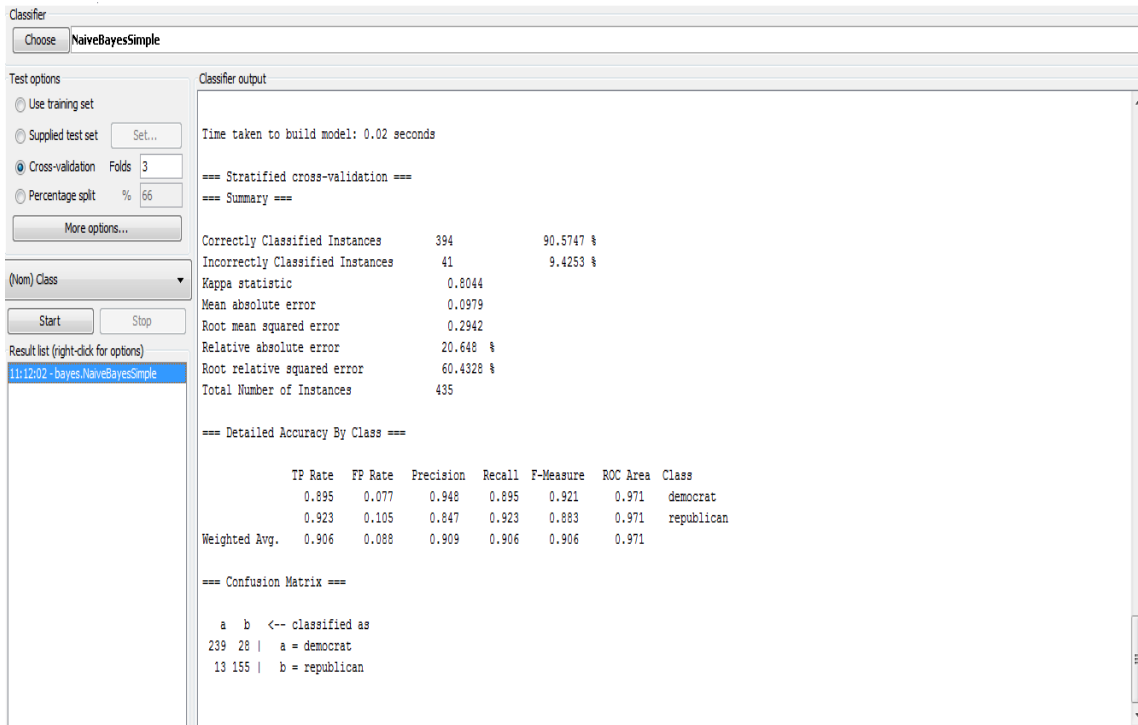 Classifier
Choose NaiveBayesSimple
Test options
Use training set
Supplied test set Set...
Cross-validation Folds 3
Percentage split % 66
More options...
(Nom) Class
Start Stop
Result list (right-click for options)
11:12:02 - bayes.NaiveBayesSimple
Classifier output
Time taken to build model: 0.02 seconds
=== Stratified cross-validation ===
=== Summary ===
Correctly Classified Instances 394 90.5747 %
Incorrectly Classified Instances 41 9.4253 %
Kappa statistic 0.8044
Mean absolute error 0.0979
Root mean squared error 0.2942
Relative absolute error 20.648 %
Root relative squared error 60.4328 %
Total Number of Instances 435
=== Detailed Accuracy By Class ===
TP Rate FP Rate Precision Recall F-Measure ROC Area Class
0.895 0.077 0.948 0.895 0.921 0.971 democrat
0.923 0.105 0.847 0.923 0.883 0.971 republican
Weighted Avg. 0.906 0.088 0.909 0.906 0.906 0.971
=== Confusion Matrix ===
a b <-- classified as
239 28 | a = democrat
13 155 | b = republican